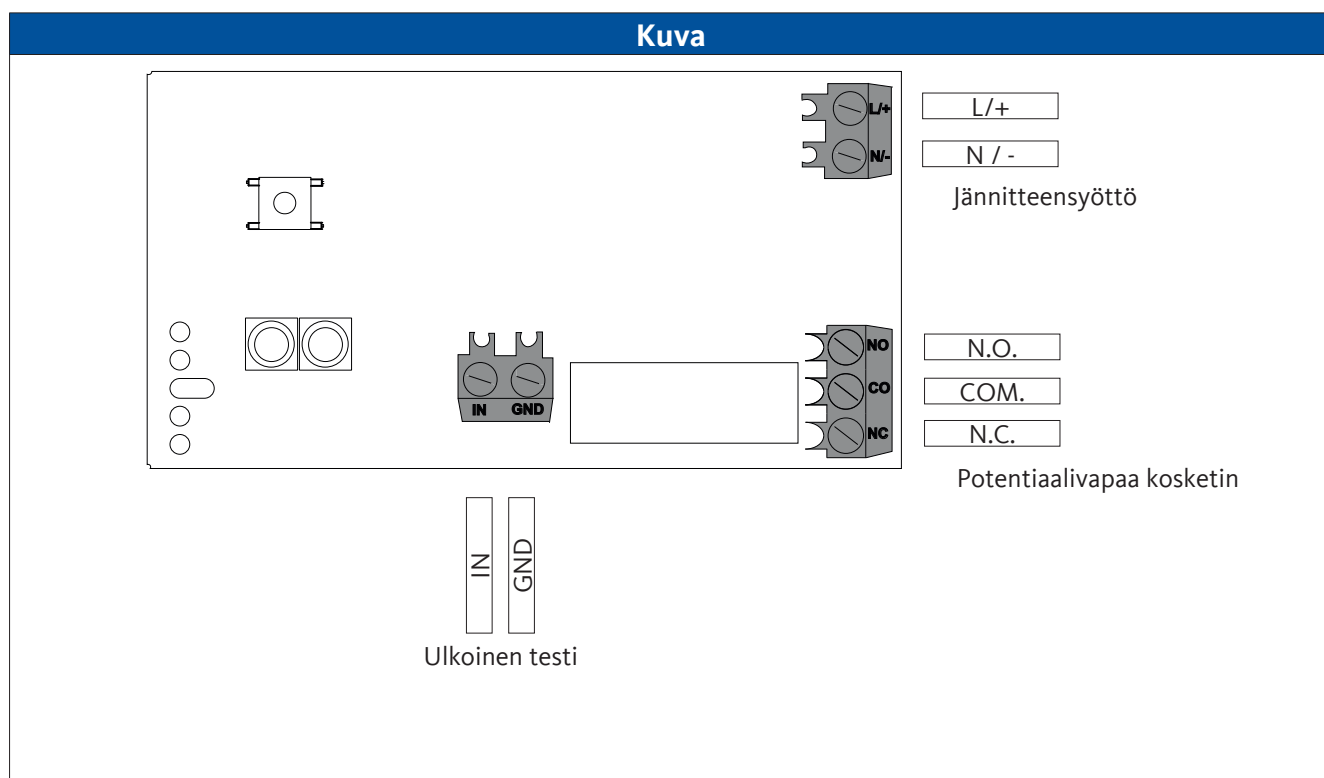 Kuva
L/+
L/+
N/-
N / -
Jännitteensyöttö
NO
N.O.
CO
COM.
NC
N.C.
Potentiaalivapaa kosketin
IN GND
IN
GND
Ulkoinen testi